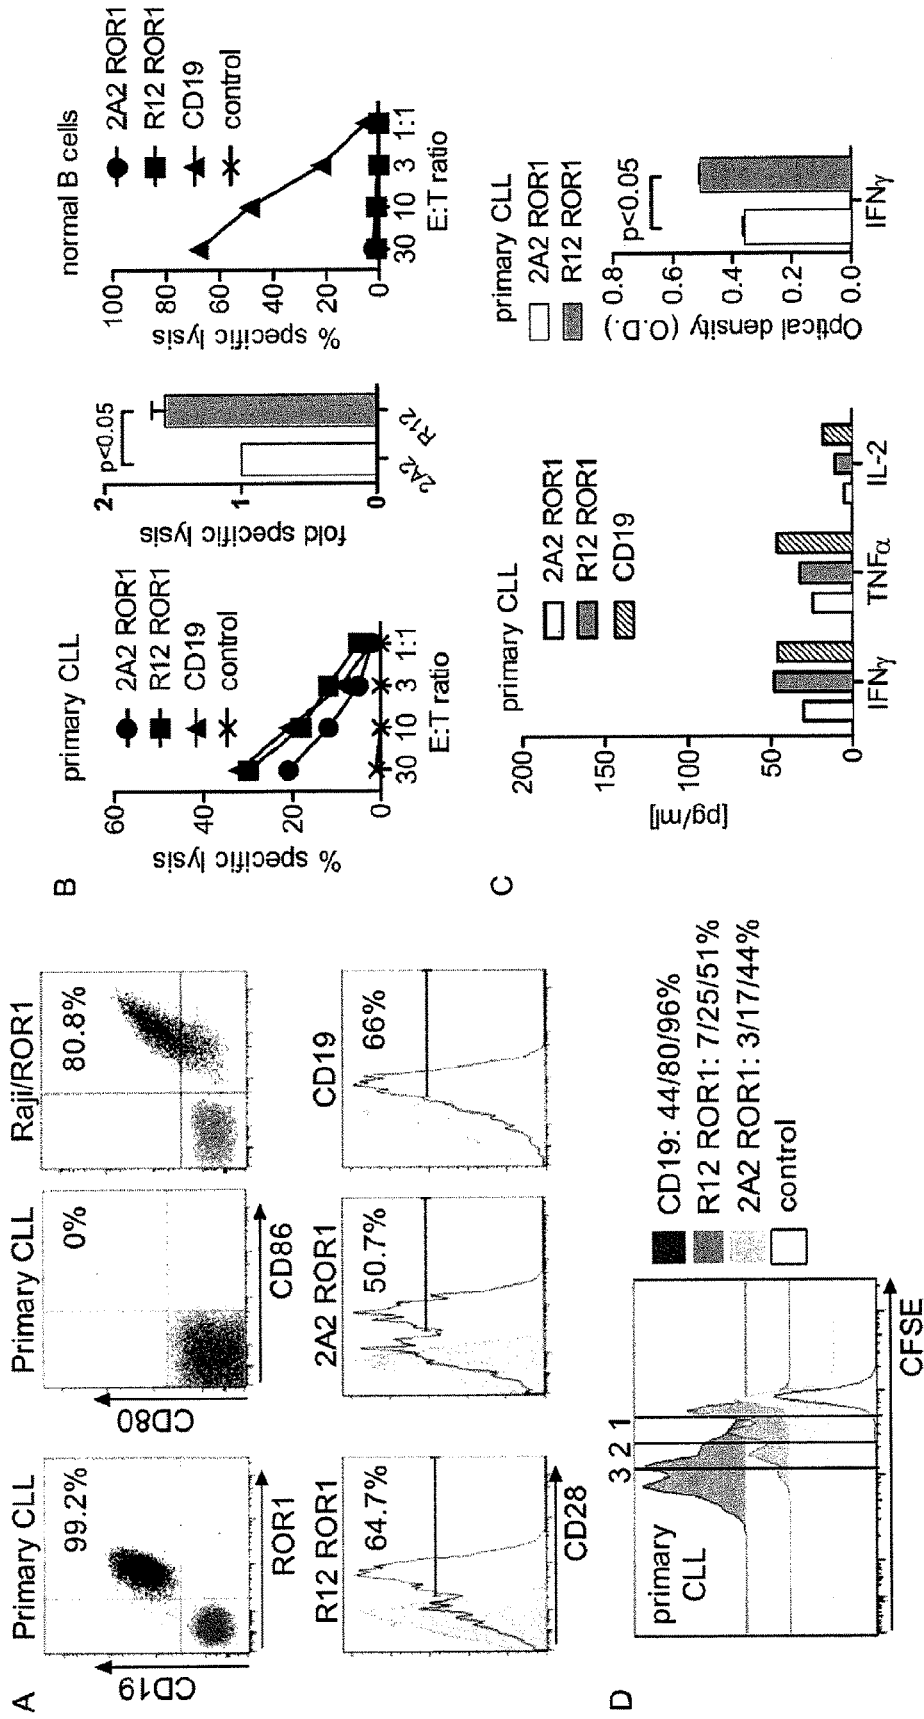 A
Primary CLL
99.2%
CD19
ROR1
Primary CLL
0%
CD80
CD86
Raji/ROR1
80.8%
R12 ROR1
64.7%
CD28
2A2 ROR1
50.7%
CD19
66%
B
primary CLL
2A2 ROR1
R12 ROR1
CD19
control
% specific lysis
60
40
20
0
30 10 3 1:1
E:T ratio
p<0.05
fold specific lysis
2
1
0
2A2 R12
normal B cells
2A2 ROR1
R12 ROR1
CD19
control
% specific lysis
100
80
60
40
20
0
30 10 3 1:1
E:T ratio
C
primary CLL
2A2 ROR1
R12 ROR1
CD19
[pg/ml]
200
150
100
50
0
IFNγ TNFα IL-2
primary CLL
2A2 ROR1
R12 ROR1
p<0.05
Optical density (O.D.)
0.8
0.6
0.4
0.2
0.0
IFNγ
D
primary
CLL
3 2 1
CFSE
CD19: 44/80/96%
R12 ROR1: 7/25/51%
2A2 ROR1: 3/17/44%
control